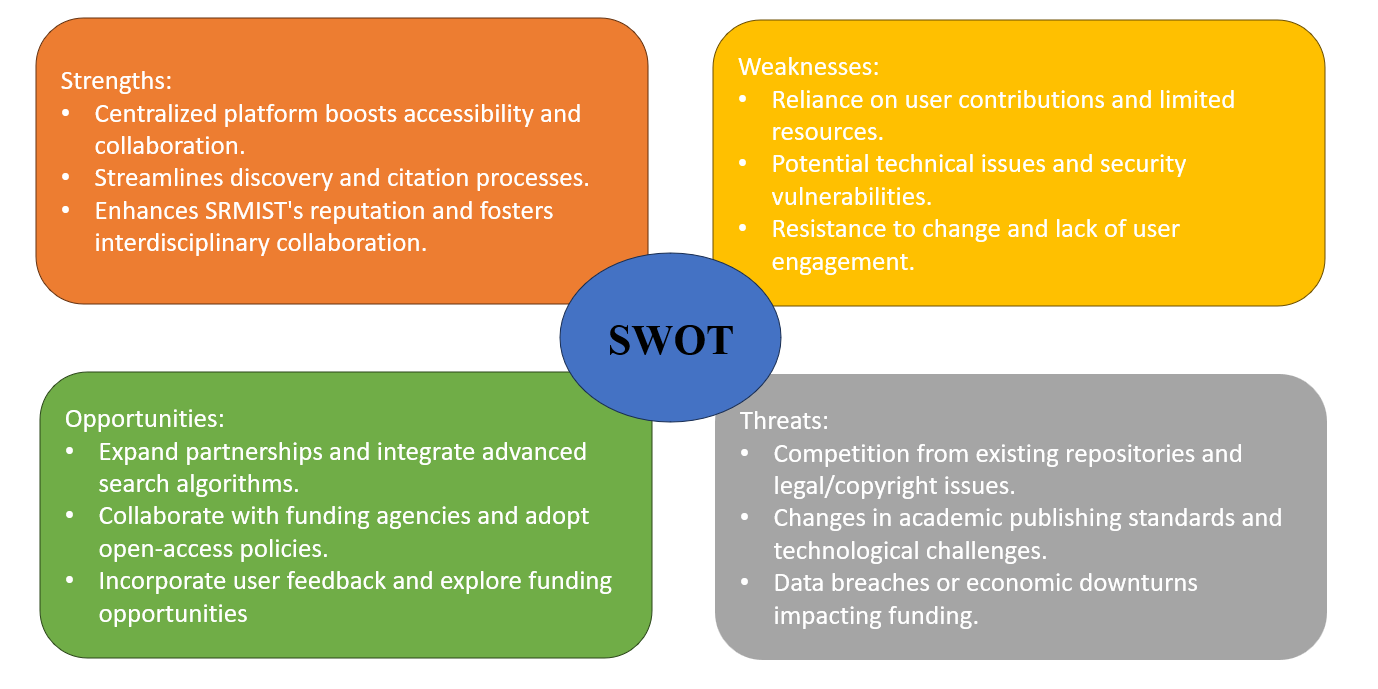 Strengths:
• Centralized platform boosts accessibility and
collaboration.
• Streamlines discovery and citation processes.
• Enhances SRMIST's reputation and fosters
interdisciplinary collaboration.
Weaknesses:
• Reliance on user contributions and limited
resources.
• Potential technical issues and security
vulnerabilities.
• Resistance to change and lack of user
engagement.
SWOT
Opportunities:
• Expand partnerships and integrate advanced
search algorithms.
• Collaborate with funding agencies and adopt
open-access policies.
• Incorporate user feedback and explore funding
opportunities
Threats:
• Competition from existing repositories and
legal/copyright issues.
• Changes in academic publishing standards and
technological challenges.
• Data breaches or economic downturns
impacting funding.